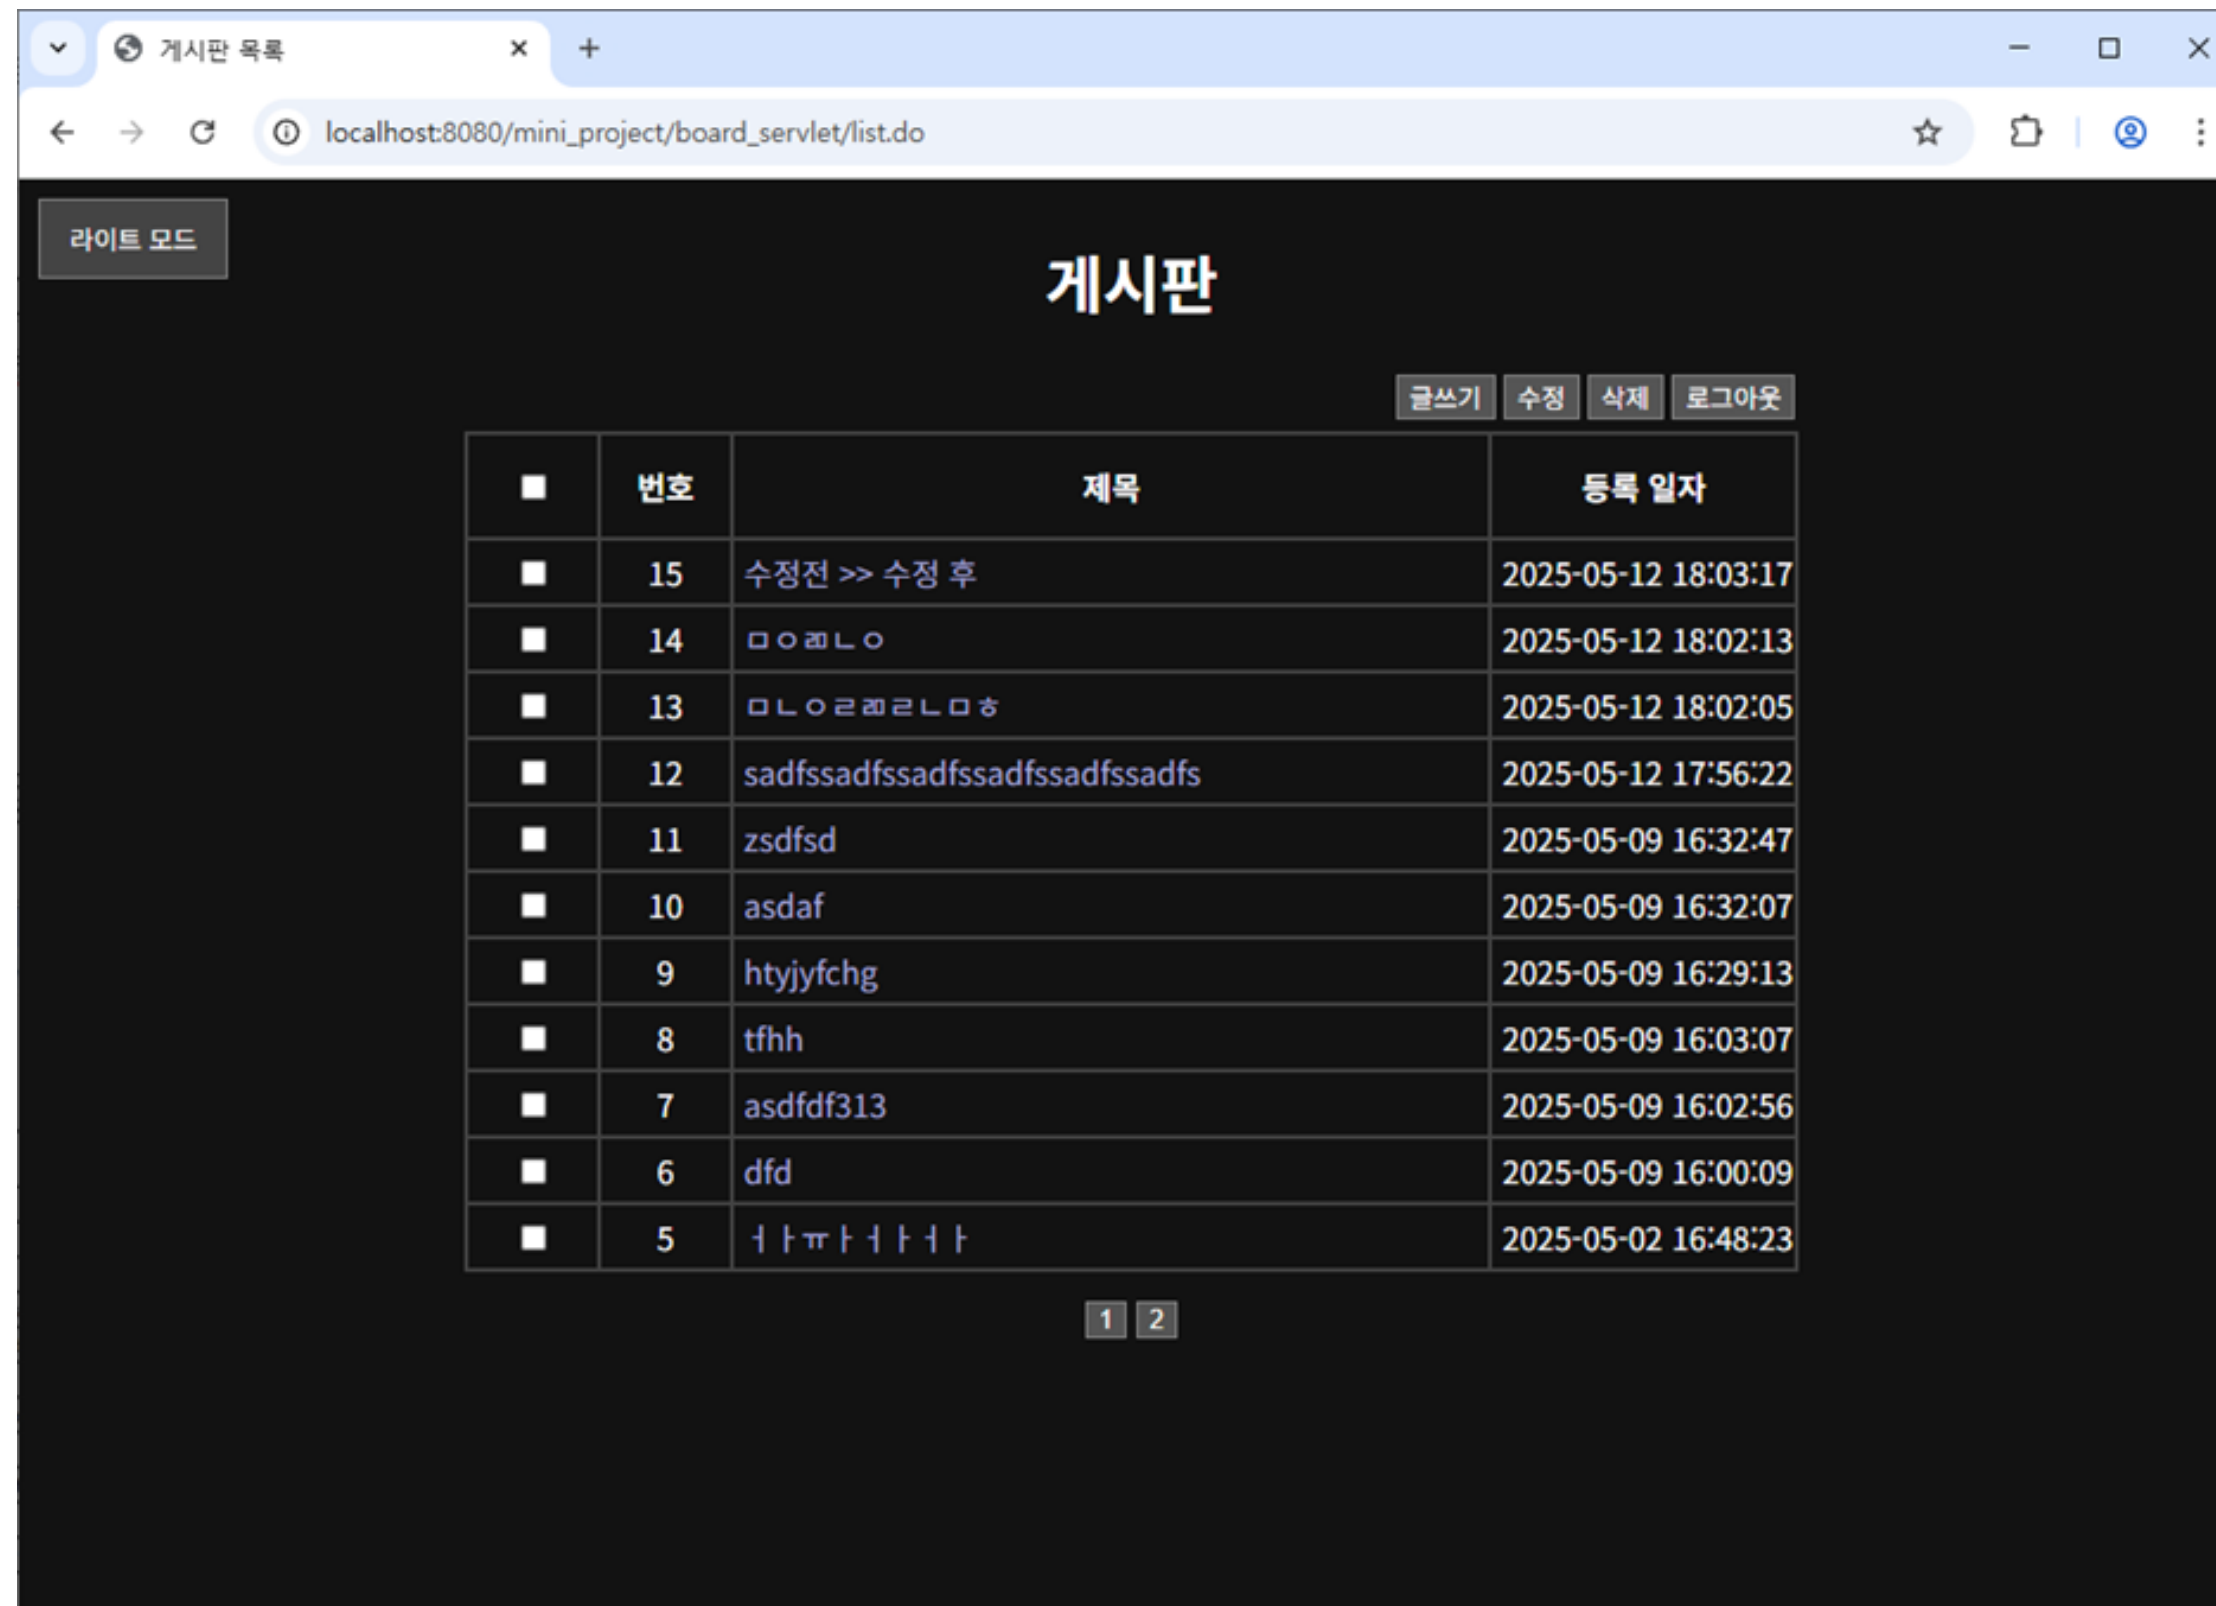 게시판 목록
localhost:8080/mini_project/board_servlet/list.do
라이트 모드
게시판
글쓰기 수정 삭제 로그아웃
번호 제목 등록 일자
15 수정전 >> 수정 후 2025-05-12 18:03:17
14 ㅁㅇㄻㄴㅇ 2025-05-12 18:02:13
13 ㅁㄴㅇㄹㄻㄹㄴㅁㅎ 2025-05-12 18:02:05
12 sadfssadfssadfssadfssadfssadfs 2025-05-12 17:56:22
11 zsdfsd 2025-05-09 16:32:47
10 asdaf 2025-05-09 16:32:07
9 htyjyfchg 2025-05-09 16:29:13
8 tfhh 2025-05-09 16:03:07
7 asdfdf313 2025-05-09 16:02:56
6 dfd 2025-05-09 16:00:09
5 ㅓㅏㅠㅏㅓㅏㅓㅏ 2025-05-02 16:48:23
1 2